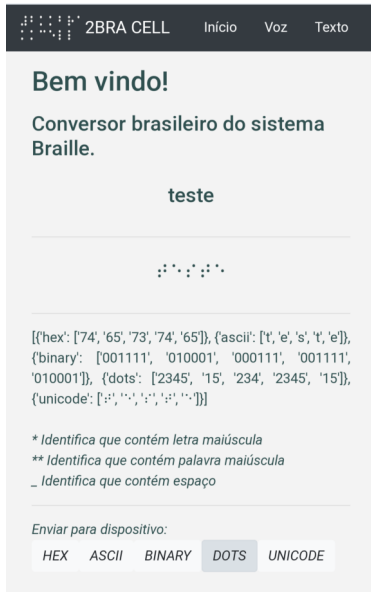 2BRA CELL Início Voz Texto
Bem vindo!
Conversor brasileiro do sistema
Braille.
teste
⠞⠑⠎⠞⠑
[{'hex': ['74', '65', '73', '74', '65']}, {'ascii': ['t', 'e', 's', 't', 'e']},
{'binary': ['001111', '010001', '000111', '001111',
'010001']}, {'dots': ['2345', '15', '234', '2345', '15']},
{'unicode': ['⠞', '⠑', '⠎', '⠞', '⠑']}]
* Identifica que contém letra maiúscula
** Identifica que contém palavra maiúscula
_ Identifica que contém espaço
Enviar para dispositivo:
HEX ASCII BINARY DOTS UNICODE